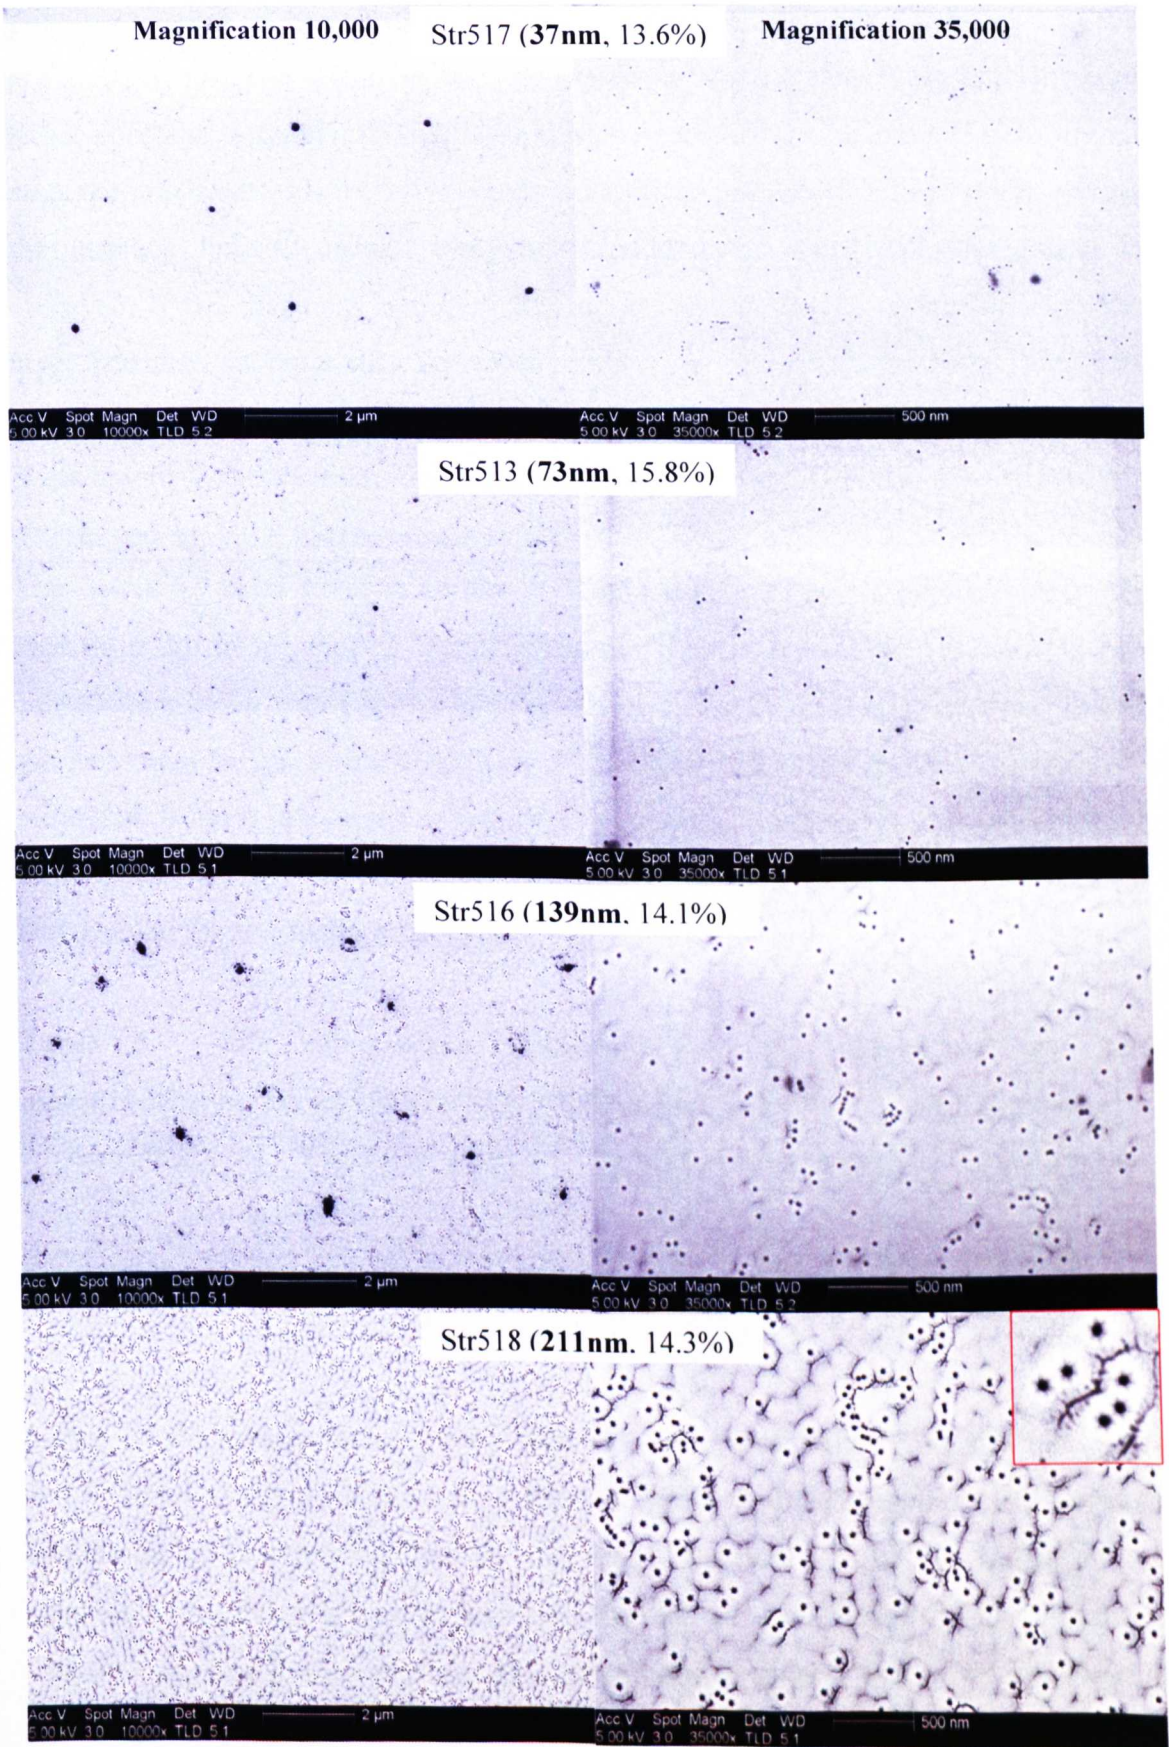 Magnification 10,000 Str517 (37nm, 13.6%) Magnification 35,000
Acc V Spot Magn Det WD 2 µm
5.00 kV 3.0 10000x TLD 5.2
Acc V Spot Magn Det WD 500 nm
5.00 kV 3.0 35000x TLD 5.2
Str513 (73nm, 15.8%)
Acc V Spot Magn Det WD 2 µm
5.00 kV 3.0 10000x TLD 5.1
Acc V Spot Magn Det WD 500 nm
5.00 kV 3.0 35000x TLD 5.1
Str516 (139nm, 14.1%)
Acc V Spot Magn Det WD 2 µm
5.00 kV 3.0 10000x TLD 5.1
Acc V Spot Magn Det WD 500 nm
5.00 kV 3.0 35000x TLD 5.2
Str518 (211nm, 14.3%)
Acc V Spot Magn Det WD 2 µm
5.00 kV 3.0 10000x TLD 5.1
Acc V Spot Magn Det WD 500 nm
5.00 kV 3.0 35000x TLD 5.1